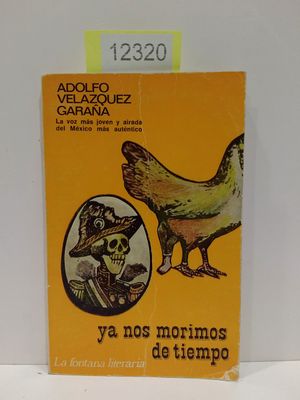 12320
ADOLFO
VELAZQUEZ
GARAÑA
La voz más joven y airada
del México más auténtico
ya nos morimos
de tiempo
La fontana literaria